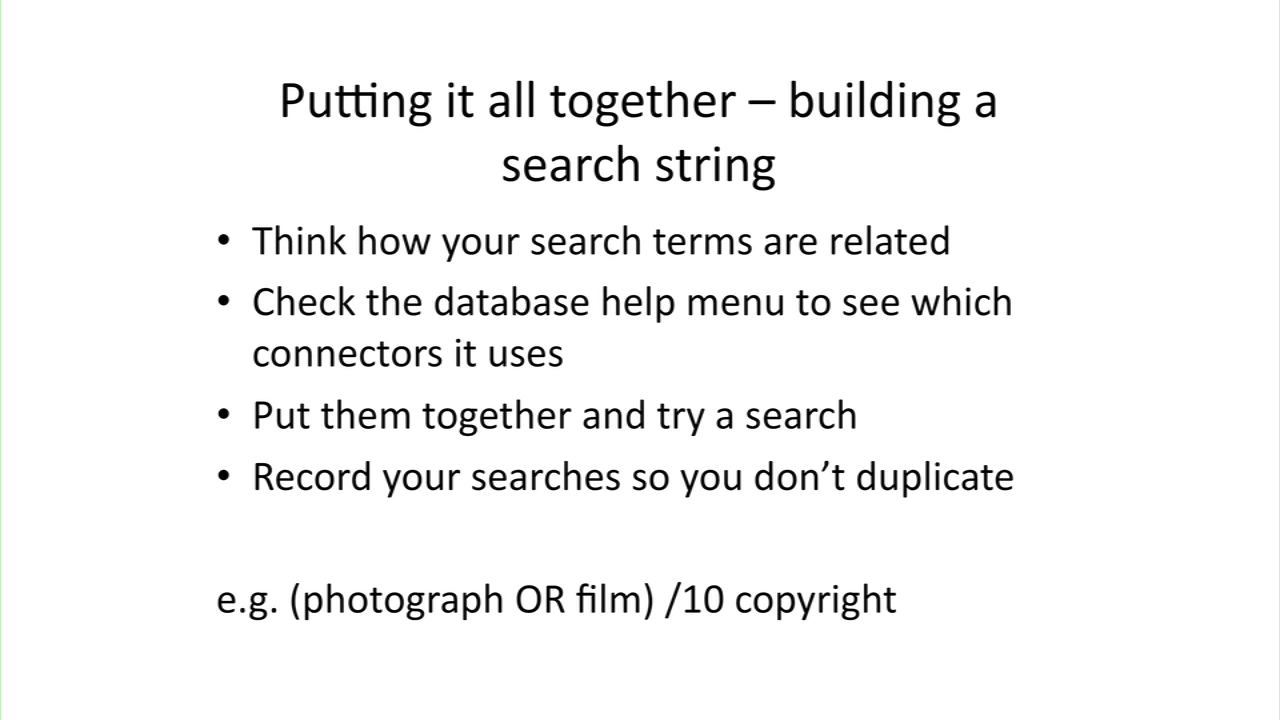 Putting it all together – building a
search string
• Think how your search terms are related
• Check the database help menu to see which
connectors it uses
• Put them together and try a search
• Record your searches so you don’t duplicate
e.g. (photograph OR film) /10 copyright